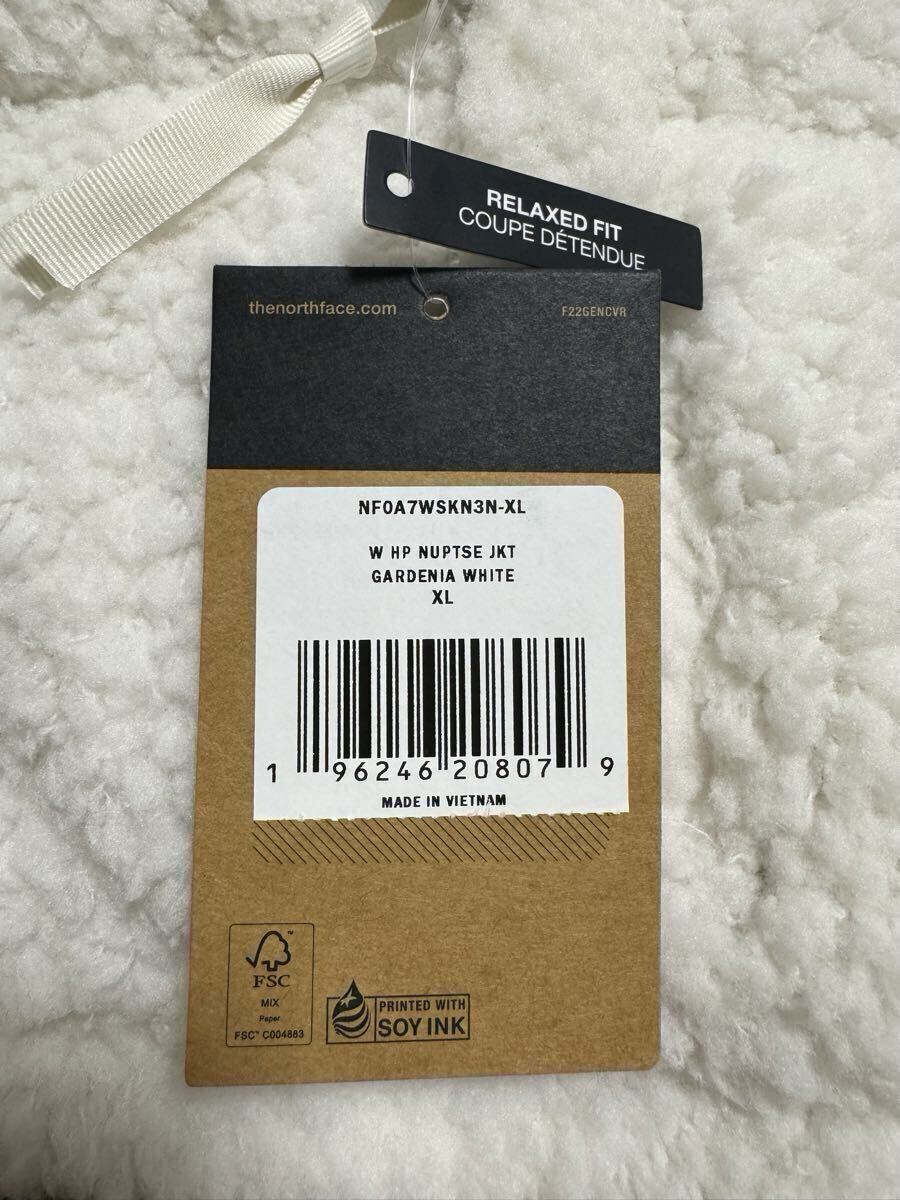 RELAXED FIT
COUPE DÉTENDUE
thenorthface.com
F22GENCVR
NF0A7WSKN3N-XL
W HP NUPTSE JKT
GARDENIA WHITE
XL
1 96246 20807 9
MADE IN VIETNAM
FSC
MIX
Paper
FSC™ C004883
PRINTED WITH
SOY INK